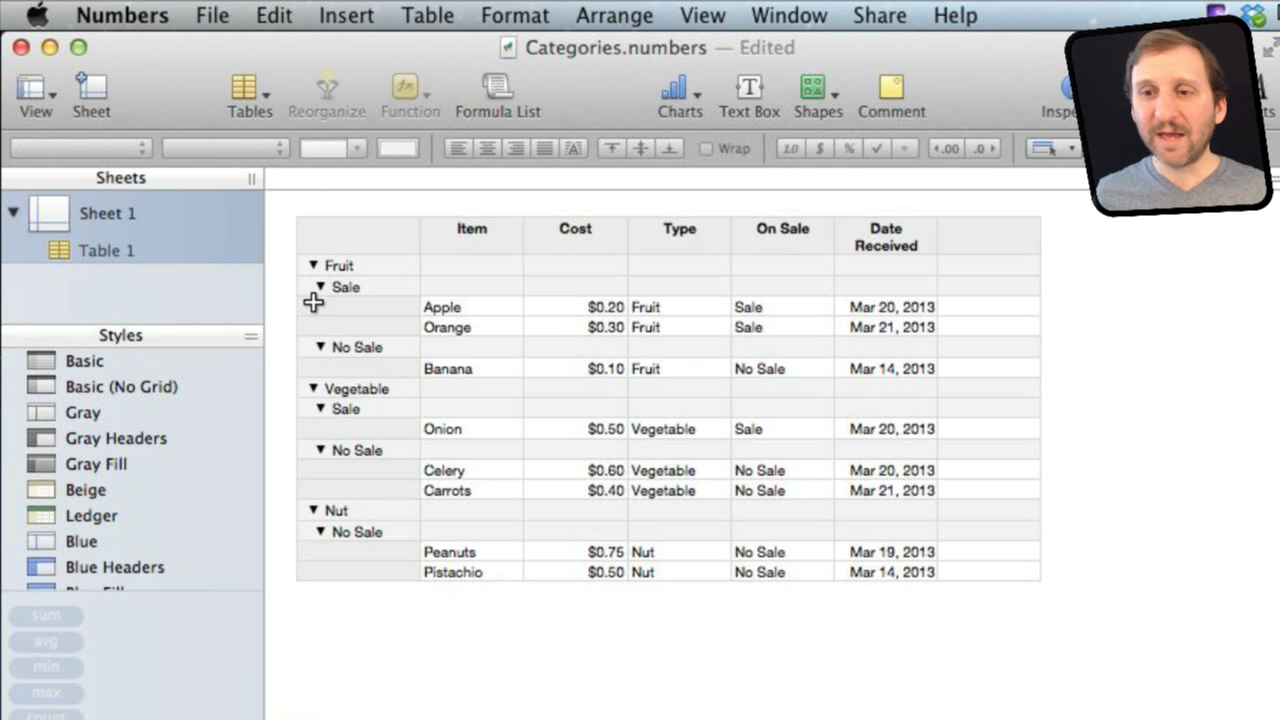 Numbers File Edit Insert Table Format Arrange View Window Share Help
Categories.numbers — Edited
View Sheet Tables Reorganize Function Formula List Charts Text Box Shapes Comment
Wrap 1.0 $ % .00 .0
Sheets
Sheet 1
Table 1
Styles
Basic
Basic (No Grid)
Gray
Gray Headers
Gray Fill
Beige
Ledger
Blue
Blue Headers
sum
avg
min
max
count
Item Cost Type On Sale Date Received
Fruit
Sale
Apple $0.20 Fruit Sale Mar 20, 2013
Orange $0.30 Fruit Sale Mar 21, 2013
No Sale
Banana $0.10 Fruit No Sale Mar 14, 2013
Vegetable
Sale
Onion $0.50 Vegetable Sale Mar 20, 2013
No Sale
Celery $0.60 Vegetable No Sale Mar 20, 2013
Carrots $0.40 Vegetable No Sale Mar 21, 2013
Nut
No Sale
Peanuts $0.75 Nut No Sale Mar 19, 2013
Pistachio $0.50 Nut No Sale Mar 14, 2013